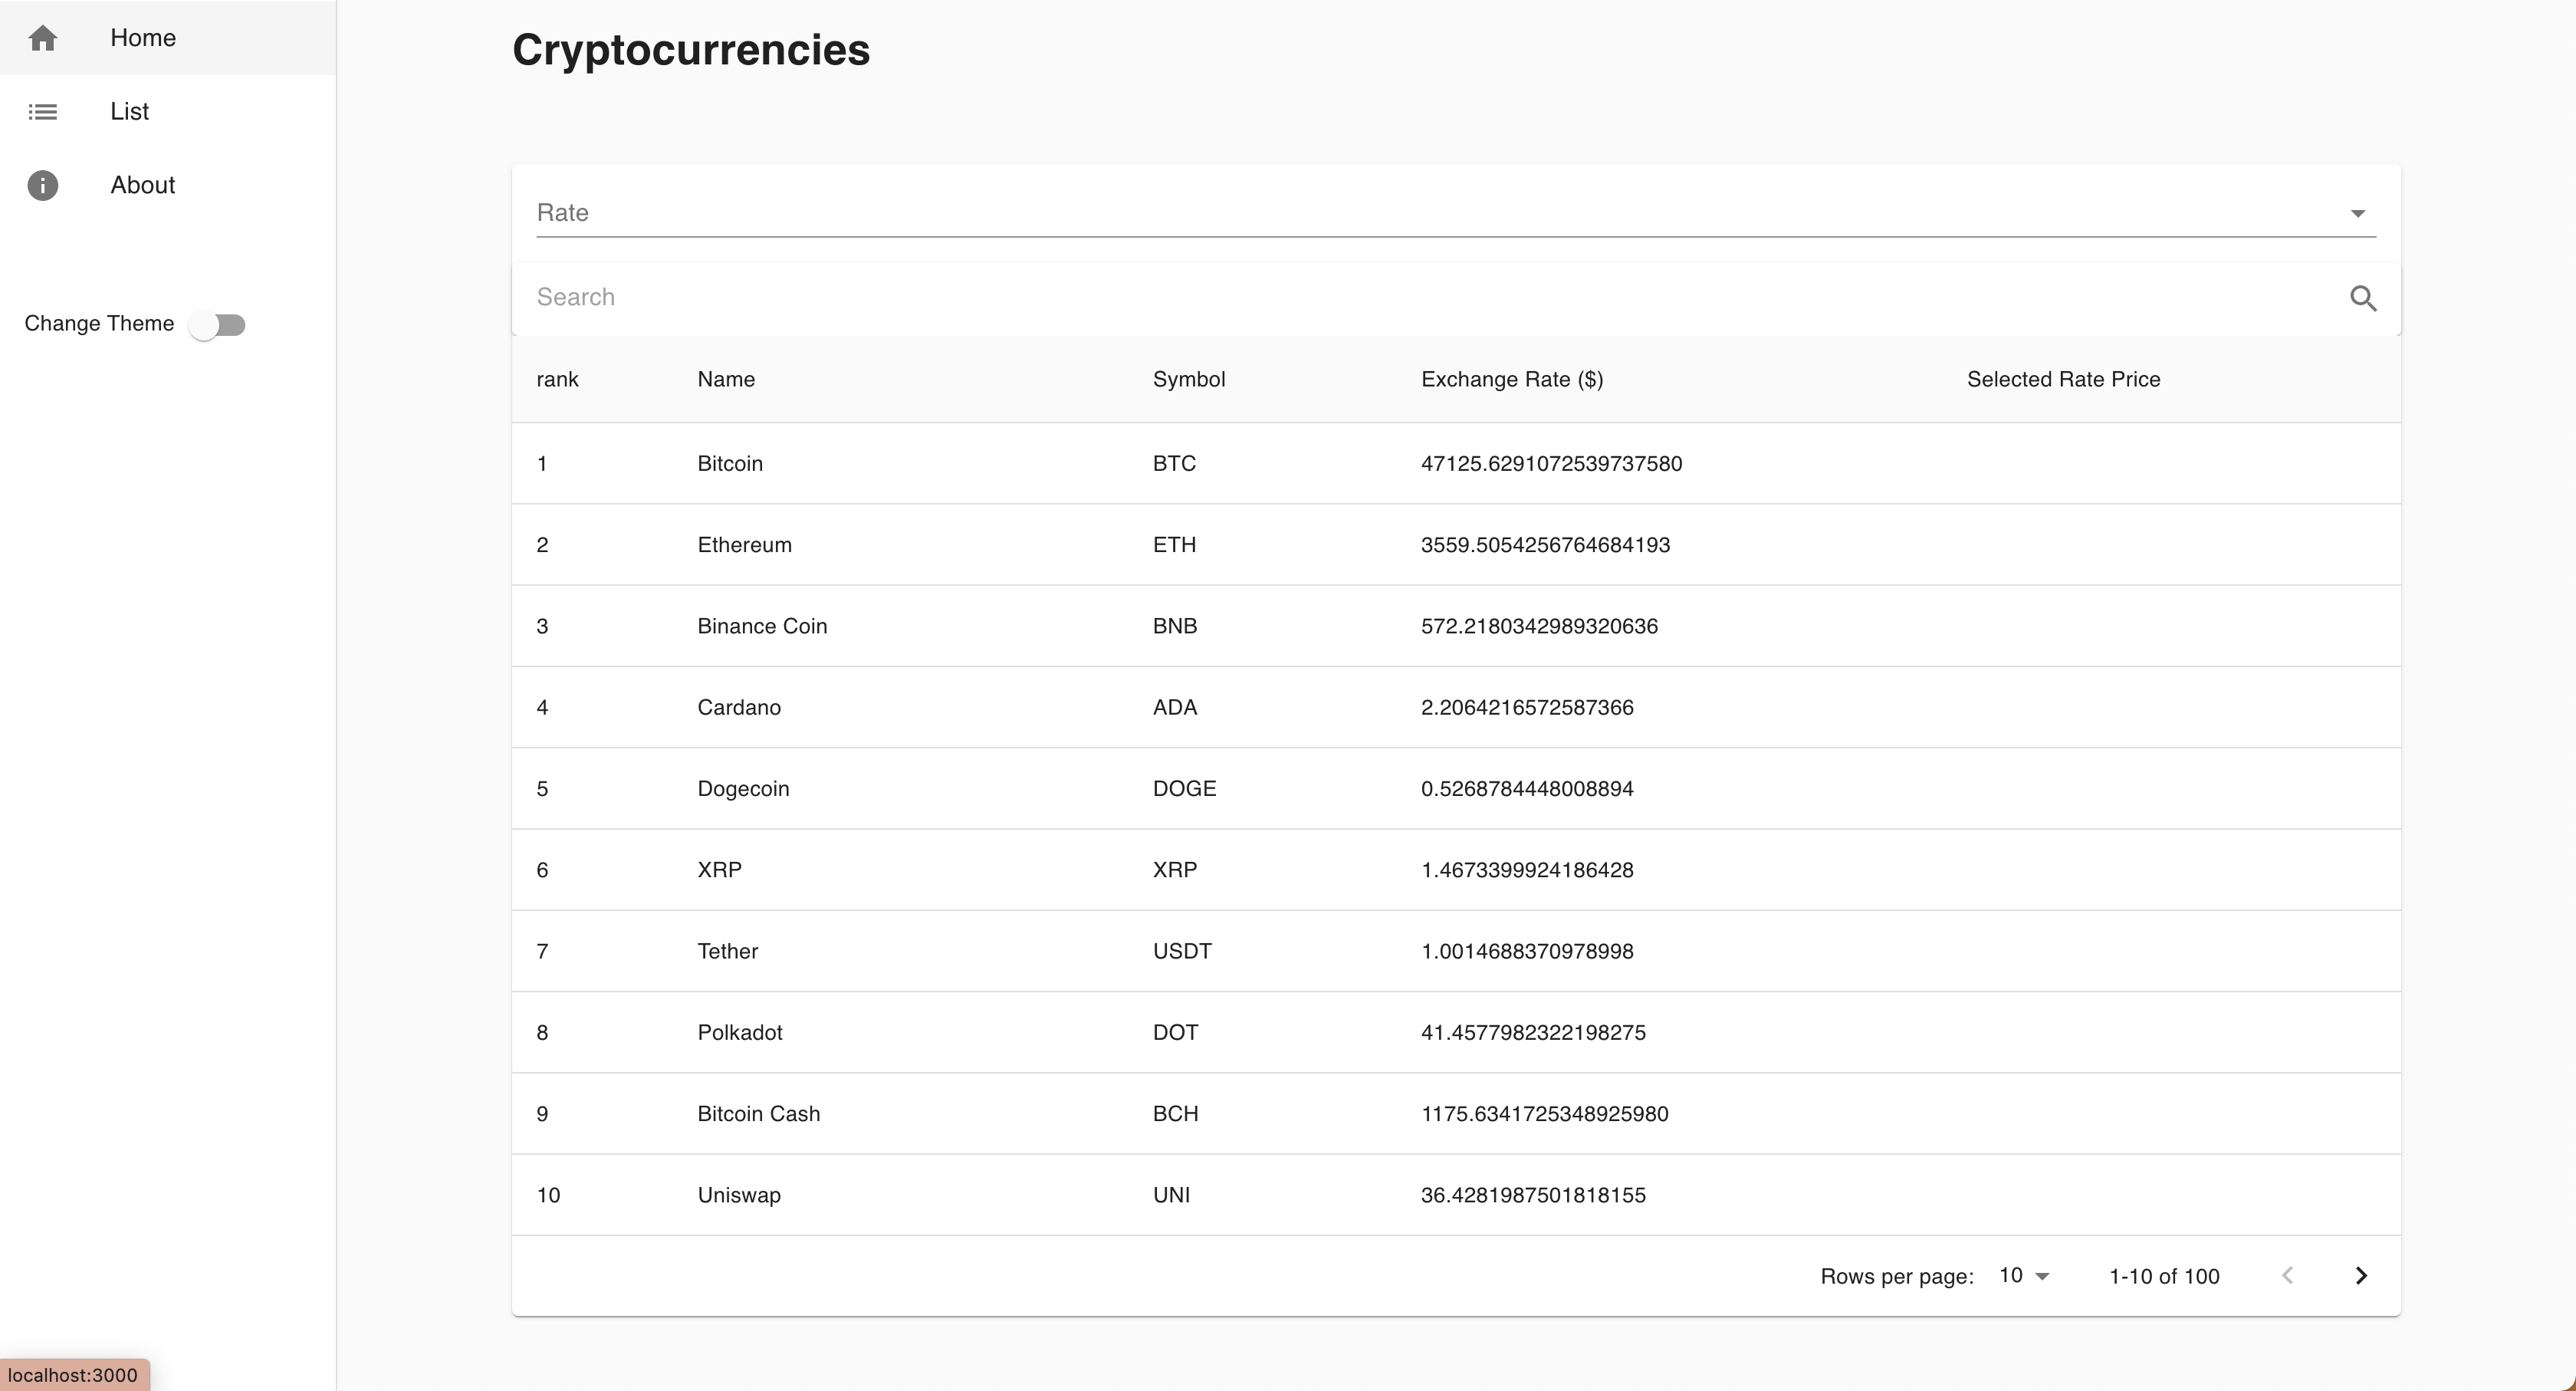 Home
List
About
Change Theme
Cryptocurrencies
Rate
Search
rank Name Symbol Exchange Rate ($) Selected Rate Price
1 Bitcoin BTC 47125.6291072539737580
2 Ethereum ETH 3559.5054256764684193
3 Binance Coin BNB 572.2180342989320636
4 Cardano ADA 2.2064216572587366
5 Dogecoin DOGE 0.5268784448008894
6 XRP XRP 1.4673399924186428
7 Tether USDT 1.0014688370978998
8 Polkadot DOT 41.4577982322198275
9 Bitcoin Cash BCH 1175.6341725348925980
10 Uniswap UNI 36.4281987501818155
Rows per page: 10 1-10 of 100
localhost:3000